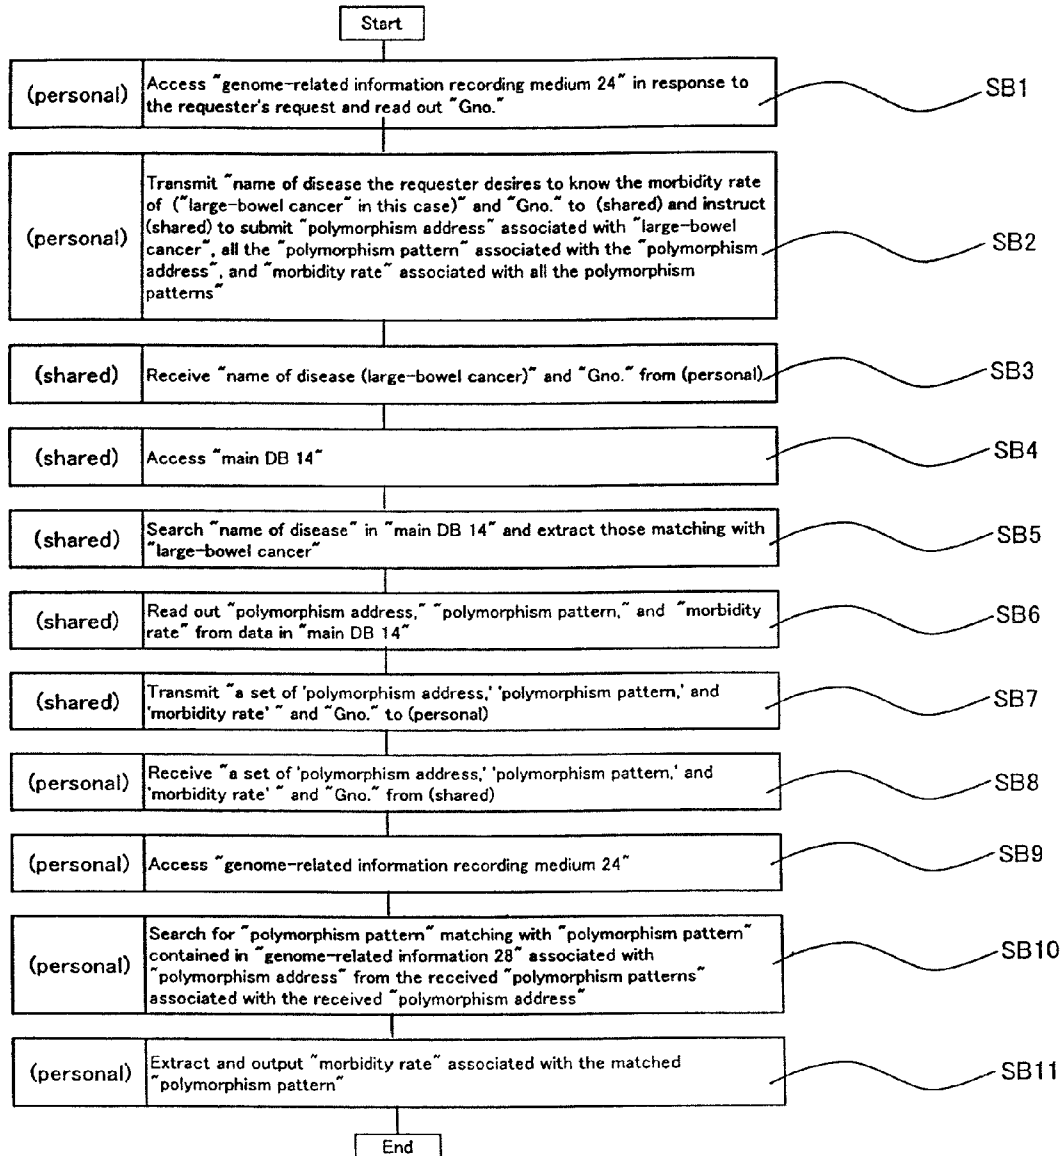 Start
(personal)
Access "genome-related information recording medium 24" in response to
the requester's request and read out "Gno."
SB1
(personal)
Transmit "name of disease the requester desires to know the morbidity rate
of ("large-bowel cancer" in this case)" and "Gno." to (shared) and instruct
(shared) to submit "polymorphism address" associated with "large-bowel
cancer", all the "polymorphism pattern" associated with the "polymorphism
address", and "morbidity rate" associated with all the polymorphism
patterns"
SB2
(shared)
Receive "name of disease (large-bowel cancer)" and "Gno." from (personal)
SB3
(shared)
Access "main DB 14"
SB4
(shared)
Search "name of disease" in "main DB 14" and extract those matching with
"large-bowel cancer"
SB5
(shared)
Read out "polymorphism address," "polymorphism pattern," and "morbidity
rate" from data in "main DB 14"
SB6
(shared)
Transmit "a set of 'polymorphism address,' 'polymorphism pattern,' and
'morbidity rate' " and "Gno." to (personal)
SB7
(personal)
Receive "a set of 'polymorphism address,' 'polymorphism pattern,' and
'morbidity rate' " and "Gno." from (shared)
SB8
(personal)
Access "genome-related information recording medium 24"
SB9
(personal)
Search for "polymorphism pattern" matching with "polymorphism pattern"
contained in "genome-related information 28" associated with
"polymorphism address" from the received "polymorphism patterns"
associated with the received "polymorphism address"
SB10
(personal)
Extract and output "morbidity rate" associated with the matched
"polymorphism pattern"
SB11
End